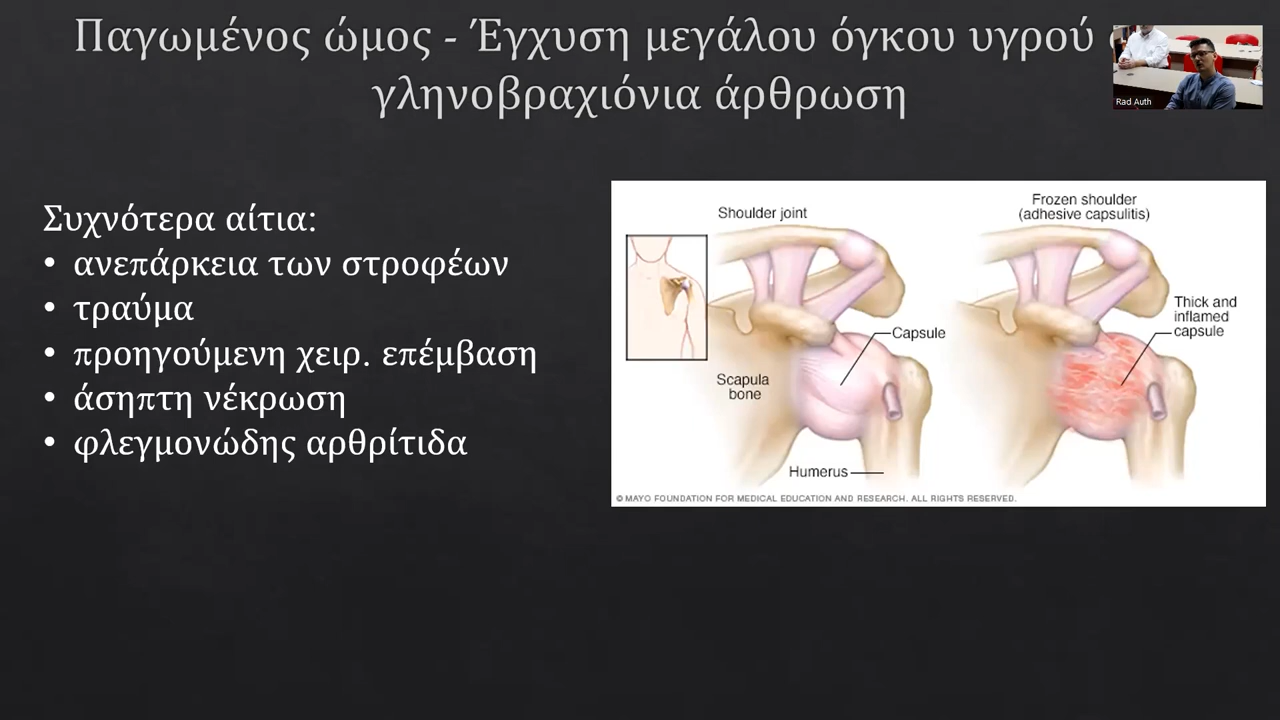 Παγωμένος ώμος - Έγχυση μεγάλου όγκου υγρού
γληνοβραχιόνια άρθρωση
Rad Auth
Συχνότερα αίτια:
• ανεπάρκεια των στροφέων
• τραύμα
• προηγούμενη χειρ. επέμβαση
• άσηπτη νέκρωση
• φλεγμονώδης αρθρίτιδα
Shoulder joint
Frozen shoulder
(adhesive capsulitis)
Thick and
inflamed
capsule
Capsule
Scapula
bone
Humerus
© MAYO FOUNDATION FOR MEDICAL EDUCATION AND RESEARCH. ALL RIGHTS RESERVED.